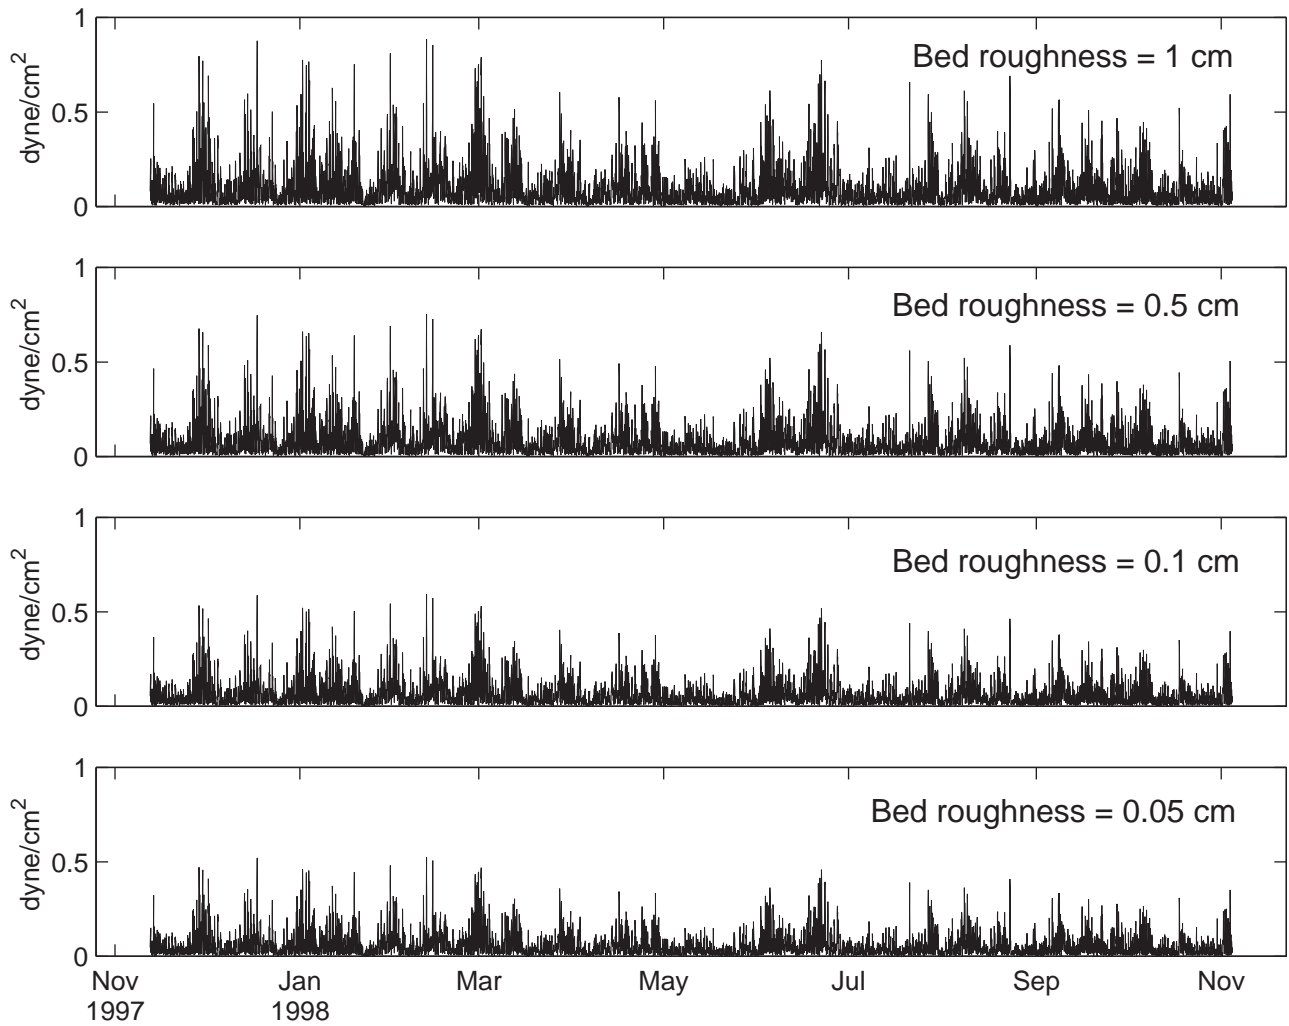 1
0.5
0
dyne/cm²
Bed roughness = 1 cm
1
0.5
0
dyne/cm²
Bed roughness = 0.5 cm
1
0.5
0
dyne/cm²
Bed roughness = 0.1 cm
1
0.5
0
dyne/cm²
Bed roughness = 0.05 cm
Nov Jan Mar May Jul Sep Nov
1997 1998